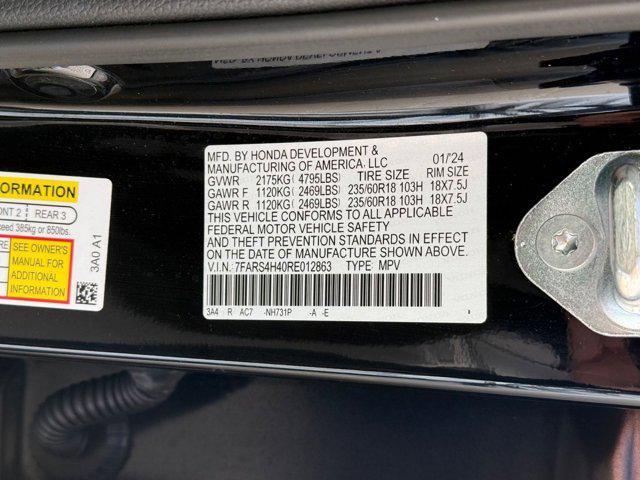 MFD. BY HONDA DEVELOPMENT &
MANUFACTURING OF AMERICA, LLC 01/24
GVWR 2175KG ( 4795LBS) TIRE SIZE RIM SIZE
GAWR F 1120KG ( 2469LBS) 235/60R18 103H 18X7.5J
GAWR R 1120KG ( 2469LBS) 235/60R18 103H 18X7.5J
THIS VEHICLE CONFORMS TO ALL APPLICABLE
FEDERAL MOTOR VEHICLE SAFETY
AND THEFT PREVENTION STANDARDS IN EFFECT
ON THE DATE OF MANUFACTURE SHOWN ABOVE.
V.I.N. 7FARS4H40RE012863 TYPE MPV
3A4 R AC7 -NH731P -A -E
FORMATION
ONT 2 REAR 3
ceed 385kg or 850lbs.
SEE OWNER'S
MANUAL FOR
ADDITIONAL
INFORMATION
3A0 A1